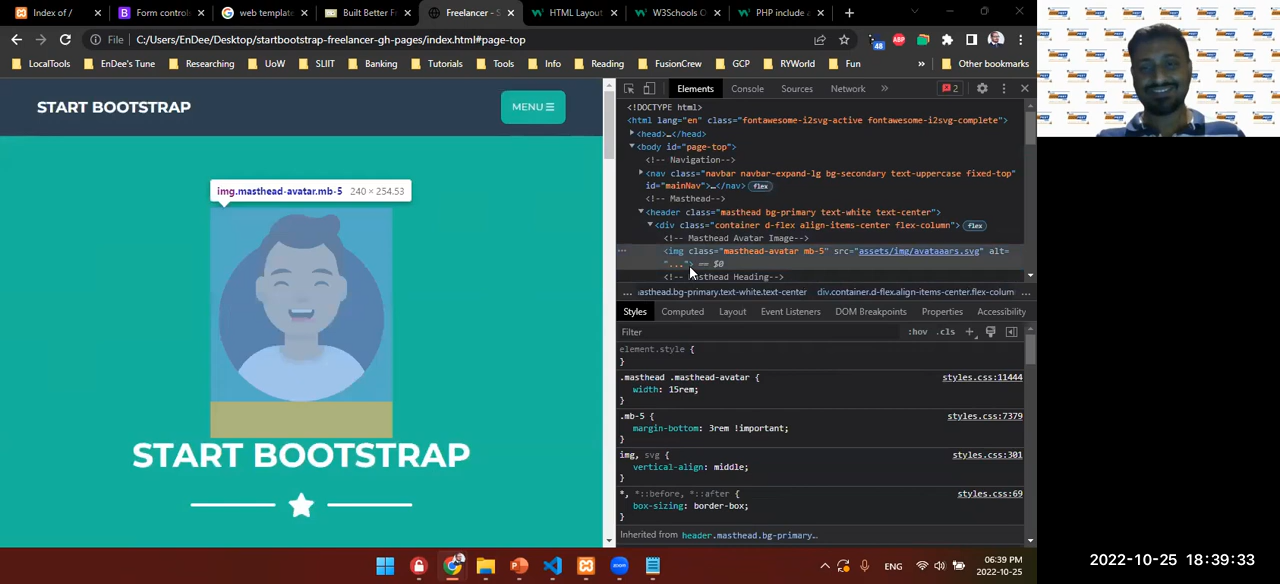 Index of /
Form control
web templat
Built Better F
Freelancer - S
HTML Layout
W3Schools O
PHP include a
File
C:/Users/EnDee/Desktop/startbootstrap-freelancer-gh-pages/index.html#page-top
48
ABP
LocalTools
EnDee's Tune
Researching
UoW
SLIIT
Banking
Tutorials
Tools
Info
Reading
FusionCrew
GCP
RYWorld
Fun
»
Other bookmarks
START BOOTSTRAP
MENU
img.masthead-avatar.mb-5 240 × 254.53
START BOOTSTRAP
Elements
Console
Sources
Network
»
2
<!DOCTYPE html>
<html lang="en" class="fontawesome-i2svg-active fontawesome-i2svg-complete">
<head>…</head>
<body id="page-top">
<!-- Navigation-->
<nav class="navbar navbar-expand-lg bg-secondary text-uppercase fixed-top"
id="mainNav">…</nav> flex
<!-- Masthead-->
<header class="masthead bg-primary text-white text-center">
<div class="container d-flex align-items-center flex-column"> flex
<!-- Masthead Avatar Image-->
<img class="masthead-avatar mb-5" src="assets/img/avataaars.svg" alt=
"..."> == $0
<!-- Masthead Heading-->
... asthead.bg-primary.text-white.text-center div.container.d-flex.align-items-center.flex-column ...
Styles
Computed
Layout
Event Listeners
DOM Breakpoints
Properties
Accessibility
Filter
:hov .cls +
element.style {
}
.masthead .masthead-avatar { styles.css:11444
width: 15rem;
}
.mb-5 { styles.css:7379
margin-bottom: 3rem !important;
}
img, svg { styles.css:301
vertical-align: middle;
}
*, *::before, *::after { styles.css:69
box-sizing: border-box;
}
Inherited from header.masthead.bg-primary…
zoom
ENG
06:39 PM
2022-10-25
2022-10-25 18:39:33